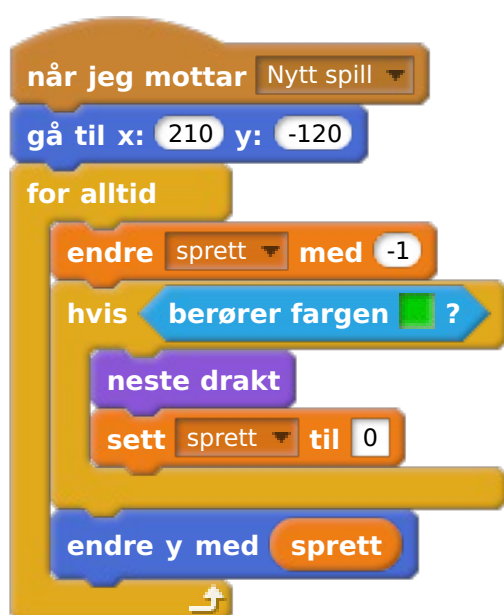 når jeg mottar Nytt spill
gå til x: 210 y: -120
for alltid
endre sprett med -1
hvis berører fargen ?
neste drakt
sett sprett til 0
endre y med sprett